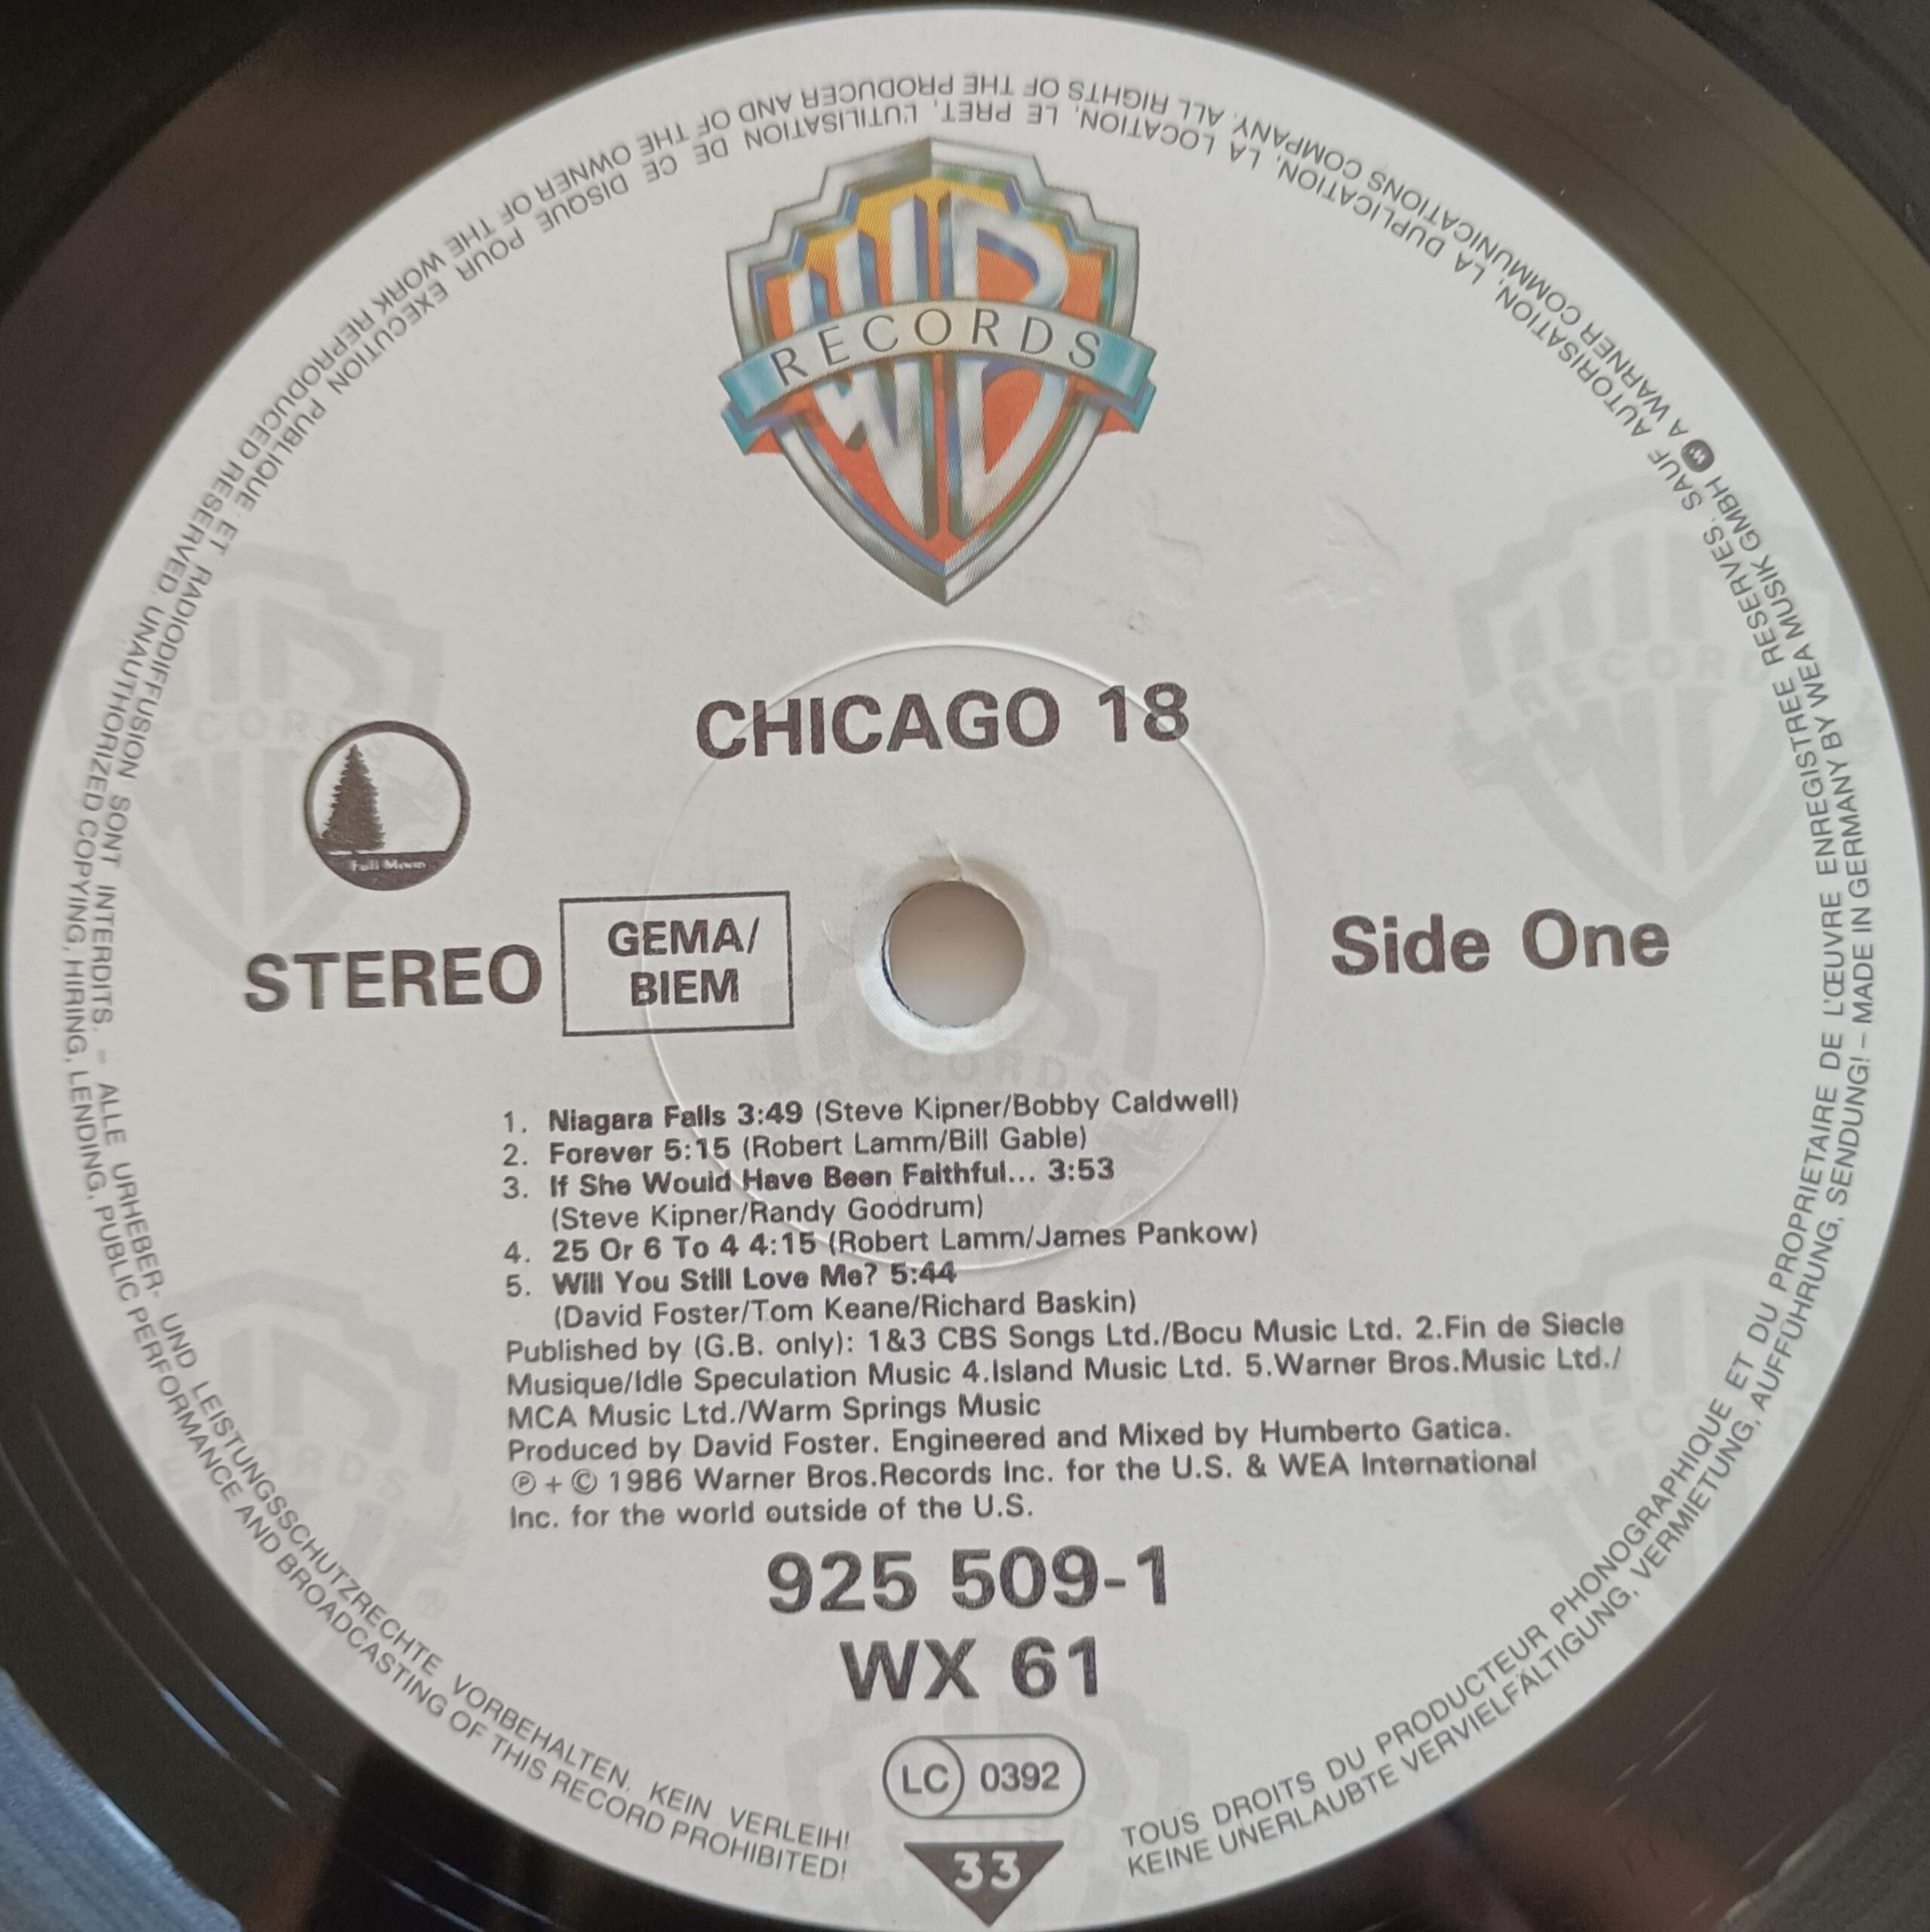 WB
RECORDS
CHICAGO 18
Full Moon
STEREO
GEMA/
BIEM
Side One
1. Niagara Falls 3:49 (Steve Kipner/Bobby Caldwell)
2. Forever 5:15 (Robert Lamm/Bill Gable)
3. If She Would Have Been Faithful... 3:53
(Steve Kipner/Randy Goodrum)
4. 25 Or 6 To 4 4:15 (Robert Lamm/James Pankow)
5. Will You Still Love Me? 5:44
(David Foster/Tom Keane/Richard Baskin)
Published by (G.B. only): 1&3 CBS Songs Ltd./Bocu Music Ltd. 2.Fin de Siecle
Musique/Idle Speculation Music 4.Island Music Ltd. 5.Warner Bros.Music Ltd./
MCA Music Ltd./Warm Springs Music
Produced by David Foster. Engineered and Mixed by Humberto Gatica.
℗ + © 1986 Warner Bros.Records Inc. for the U.S. & WEA International
Inc. for the world outside of the U.S.
925 509-1
WX 61
LC 0392
33
TOUS DROITS DU PRODUCTEUR PHONOGRAPHIQUE ET DU PROPRIETAIRE DE L'ŒUVRE ENREGISTREE RESERVES. SAUF AUTORISATION, LA DUPLICATION, LA LOCATION, LE PRET, L'UTILISATION DE CE DISQUE POUR EXECUTION PUBLIQUE ET RADIODIFFUSION SONT INTERDITS. – ALLE URHEBER- UND LEISTUNGSSCHUTZRECHTE VORBEHALTEN. KEIN VERLEIH!
KEINE UNERLAUBTE VERVIELFÄLTIGUNG, VERMIETUNG, AUFFÜHRUNG, SENDUNG! – MADE IN GERMANY BY WEA MUSIK GMBH A WARNER COMMUNICATIONS COMPANY. ALL RIGHTS OF THE PRODUCER AND OF THE OWNER OF THE WORK REPRODUCED RESERVED. UNAUTHORIZED COPYING, HIRING, LENDING, PUBLIC PERFORMANCE AND BROADCASTING OF THIS RECORD PROHIBITED!